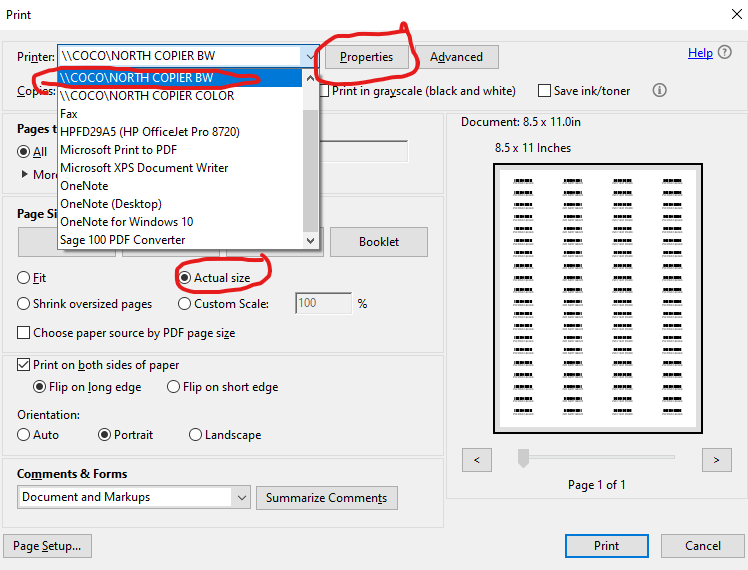 Print
Printer: \\COCO\NORTH COPIER BW Properties Advanced Help ?
\\COCO\NORTH COPIER BW
\\COCO\NORTH COPIER COLOR
Fax
HPFD29A5 (HP OfficeJet Pro 8720)
Microsoft Print to PDF
Microsoft XPS Document Writer
OneNote
OneNote (Desktop)
OneNote for Windows 10
Sage 100 PDF Converter
Copies: Print in grayscale (black and white) Save ink/toner
Pages t
All
Mor
Page Si
Booklet
Fit Actual size
Shrink oversized pages Custom Scale: 100 %
Choose paper source by PDF page size
Print on both sides of paper
Flip on long edge Flip on short edge
Orientation:
Auto Portrait Landscape
Comments & Forms
Document and Markups Summarize Comments
Page Setup...
Document: 8.5 x 11.0in
8.5 x 11 Inches
< >
Page 1 of 1
Print Cancel